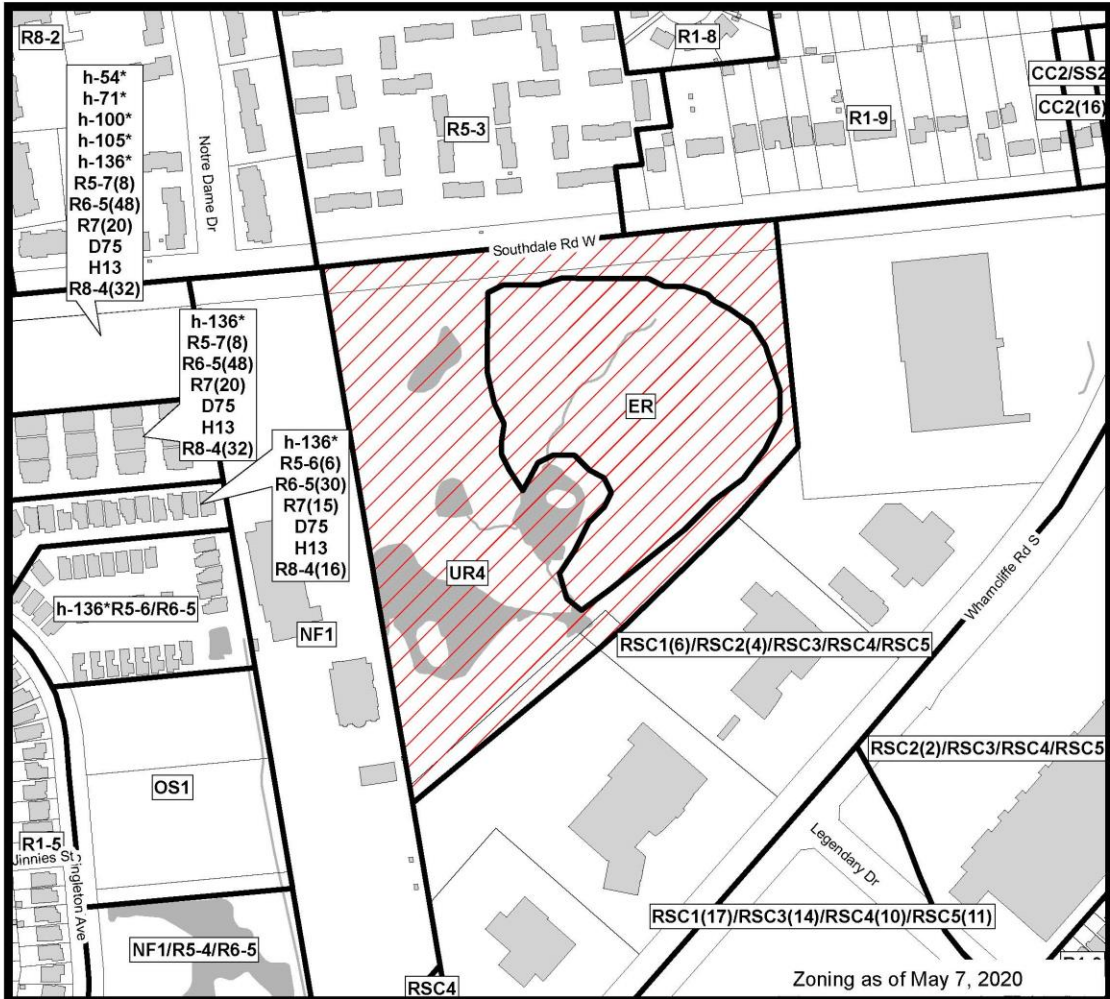 R8-2
R1-8
h-54*
h-71*
h-100*
h-105*
h-136*
R5-7(8)
R6-5(48)
R7(20)
D75
H13
R8-4(32)
CC2/SS2
CC2(16)
R5-3
R1-9
Notre Dame Dr
Southdale Rd W
h-136*
R5-7(8)
R6-5(48)
R7(20)
D75
H13
R8-4(32)
ER
h-136*
R5-6(6)
R6-5(30)
R7(15)
D75
H13
R8-4(16)
UR4
h-136*R5-6/R6-5
NF1
Wharncliffe Rd S
RSC1(6)/RSC2(4)/RSC3/RSC4/RSC5
RSC2(2)/RSC3/RSC4/RSC5
OS1
R1-5
Jinnies St
Singleton Ave
Legendary Dr
RSC1(17)/RSC3(14)/RSC4(10)/RSC5(11)
NF1/R5-4/R6-5
RSC4
Zoning as of May 7, 2020